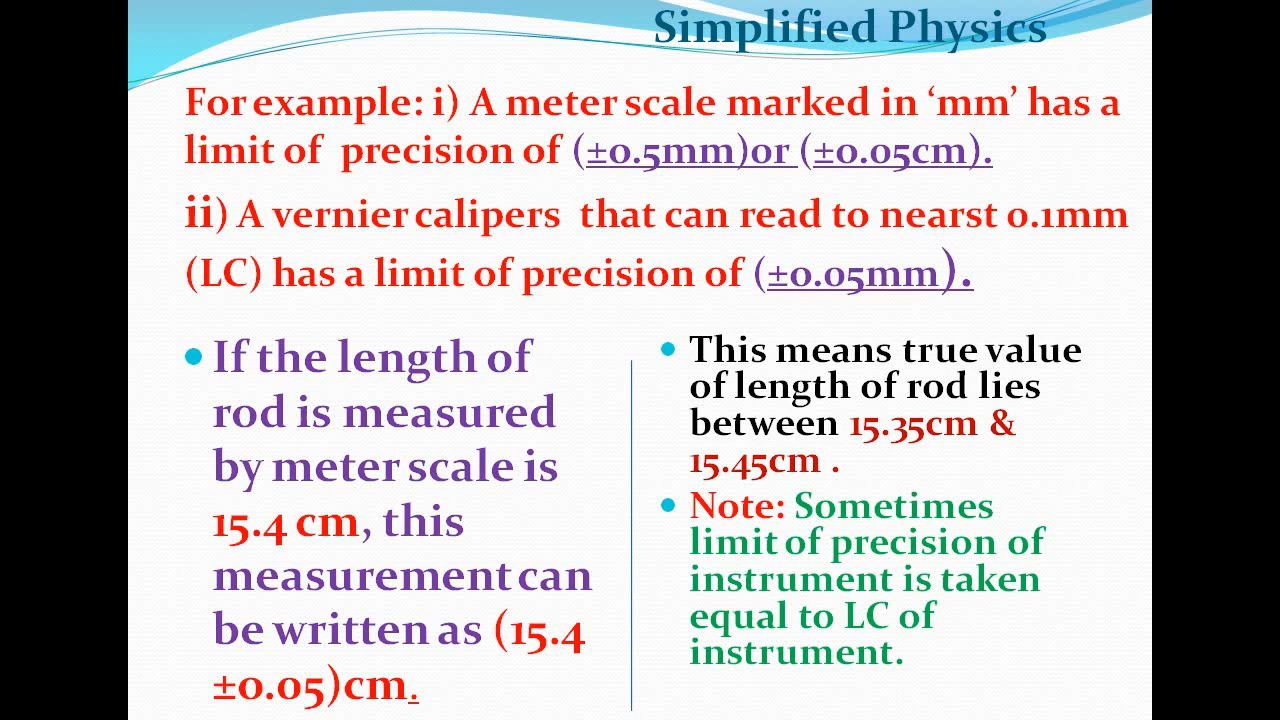 Simplified Physics
For example: i) A meter scale marked in ‘mm’ has a
limit of precision of (±0.5mm)or (±0.05cm).
ii) A vernier calipers that can read to nearst 0.1mm
(LC) has a limit of precision of (±0.05mm).
• If the length of
rod is measured
by meter scale is
15.4 cm, this
measurement can
be written as (15.4
±0.05)cm.
• This means true value
of length of rod lies
between 15.35cm &
15.45cm .
• Note: Sometimes
limit of precision of
instrument is taken
equal to LC of
instrument.